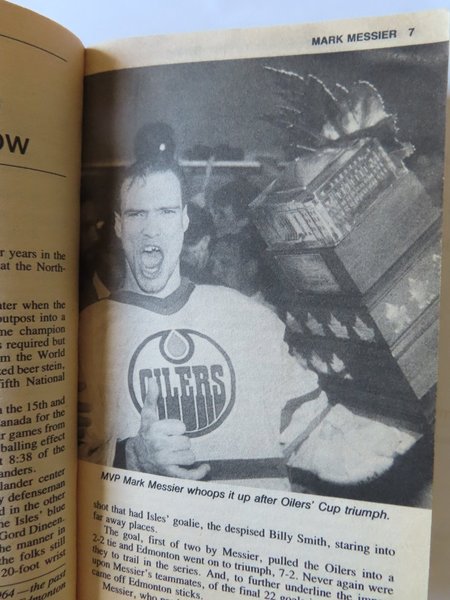 OW
r years in the
at the North-
ater when the
outpost into a
me champion
s required but
m the World
zed beer stein,
fifth National
n the 15th and
anada for the
r games from
balling effect
at 8:38 of the
anders.
lander center
y defenseman
d in the other
ne Isles' blue
Gord Dineen.
he manner in
the folks still
20-foot wrist
964 — the past
dmonton
MARK MESSIER 7
OILERS
MVP Mark Messier whoops it up after Oilers' Cup triumph.
shot that had Isles' goalie, the despised Billy Smith, staring into
far away places.
The goal, first of two by Messier, pulled the Oilers into a
2-2 tie and Edmonton went on to triumph, 7-2. Never again were
they to trail in the series. And, to further underline the
upon Messier's teammates, of the final 22 goals
came off Edmonton sticks.
Messier, who